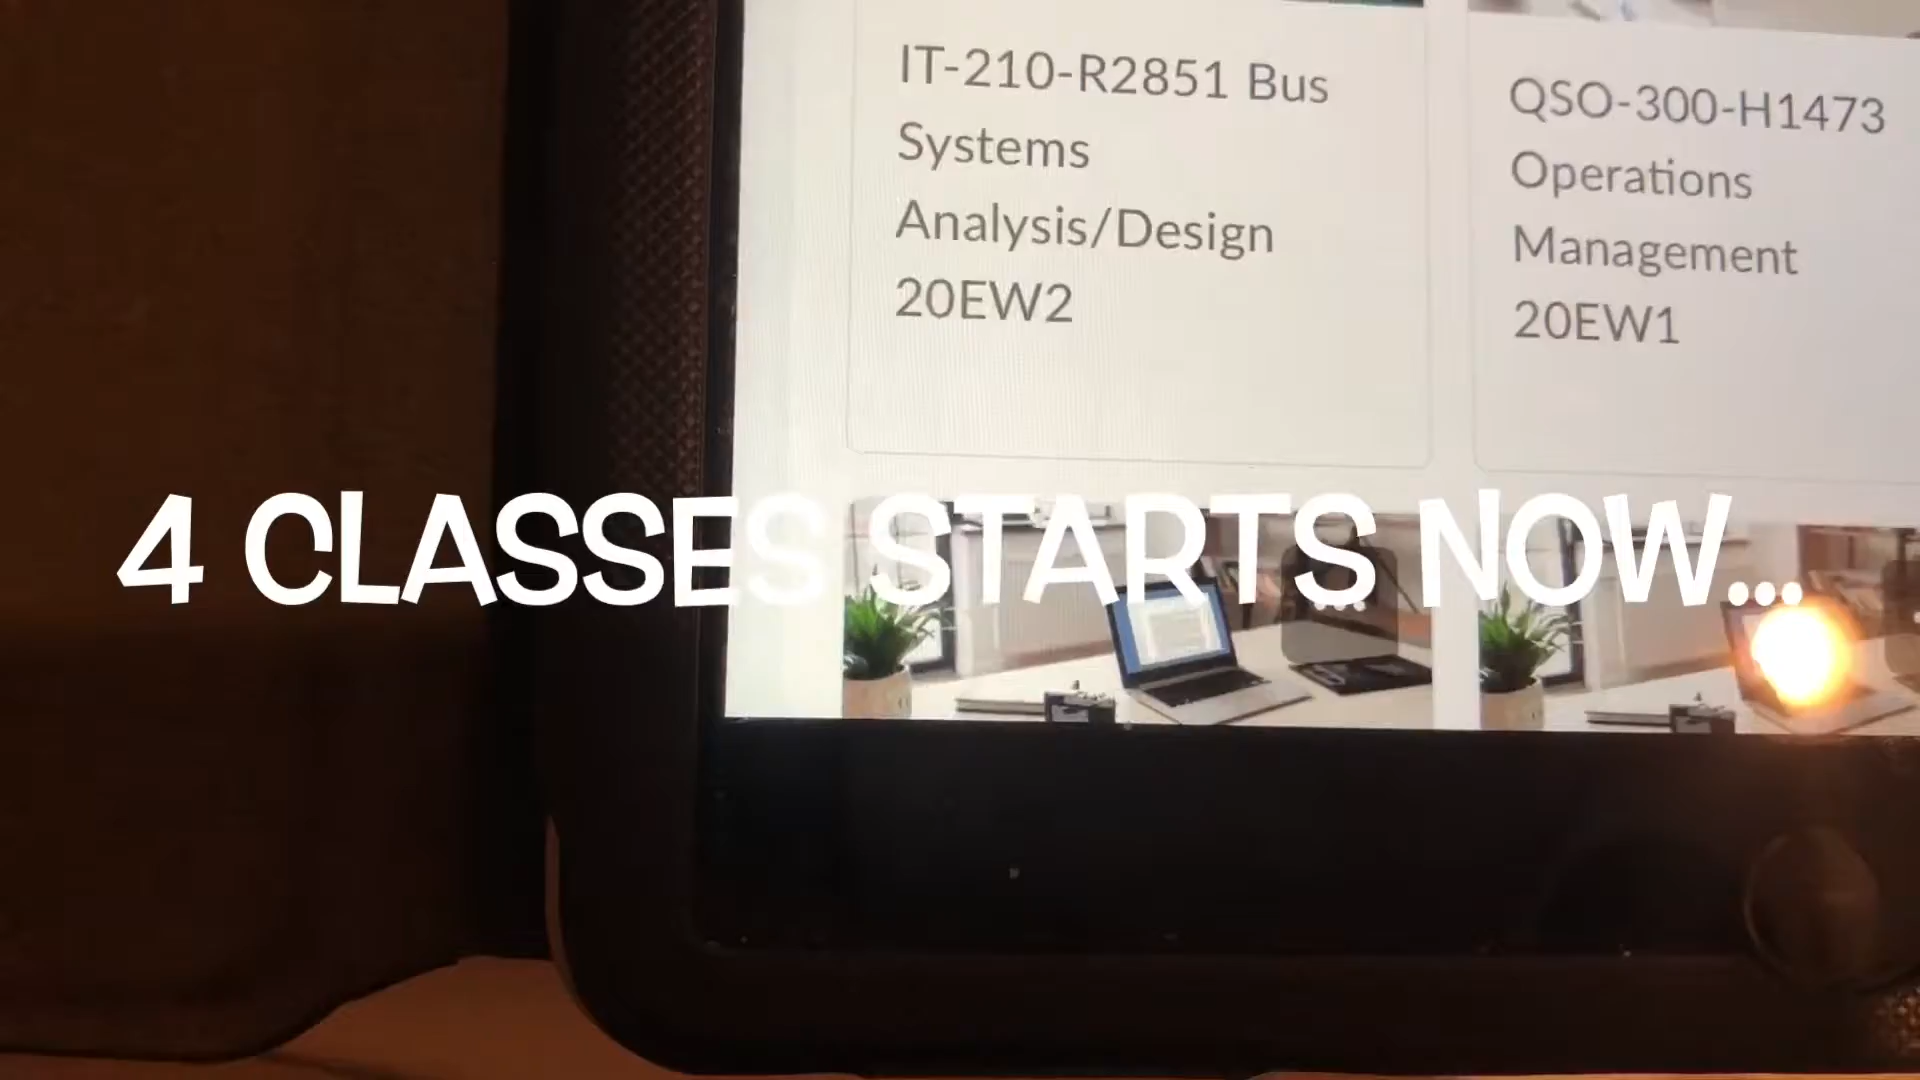 IT-210-R2851 Bus
Systems
Analysis/Design
20EW2
QSO-300-H1473
Operations
Management
20EW1
4 CLASSES STARTS NOW...